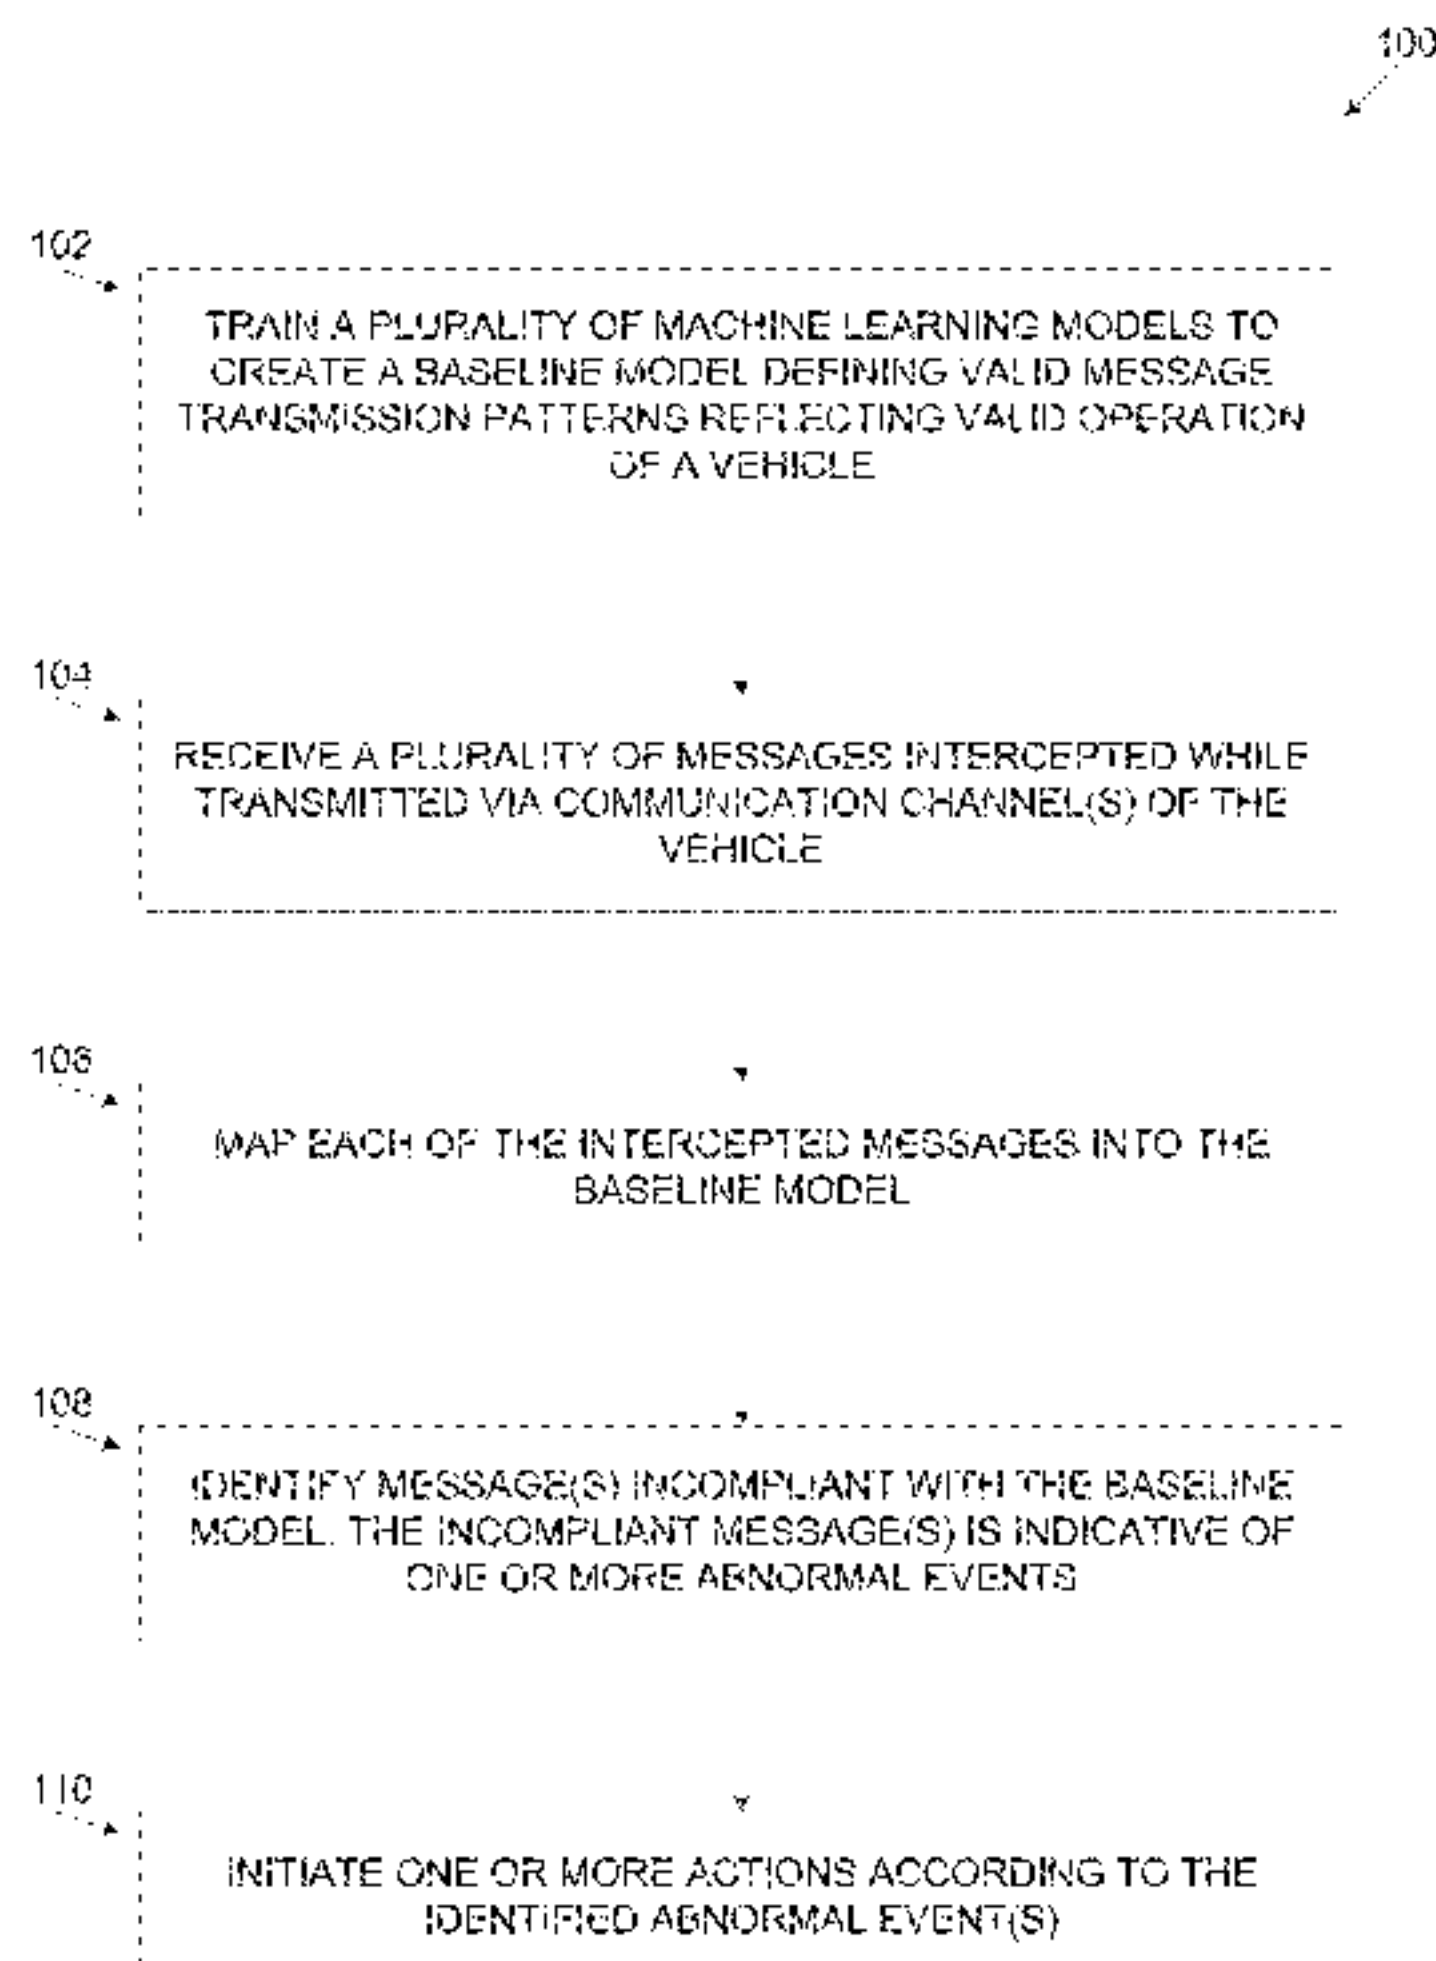 100
102
TRAIN A PLURALITY OF MACHINE LEARNING MODELS TO
CREATE A BASELINE MODEL DEFINING VALID MESSAGE
TRANSMISSION PATTERNS REFLECTING VALID OPERATION
OF A VEHICLE
104
RECEIVE A PLURALITY OF MESSAGES INTERCEPTED WHILE
TRANSMITTED VIA COMMUNICATION CHANNEL(S) OF THE
VEHICLE
106
MAP EACH OF THE INTERCEPTED MESSAGES INTO THE
BASELINE MODEL
108
IDENTIFY MESSAGE(S) INCOMPLIANT WITH THE BASELINE
MODEL. THE INCOMPLIANT MESSAGE(S) IS INDICATIVE OF
ONE OR MORE ABNORMAL EVENTS
110
INITIATE ONE OR MORE ACTIONS ACCORDING TO THE
IDENTIFIED ABNORMAL EVENT(S)